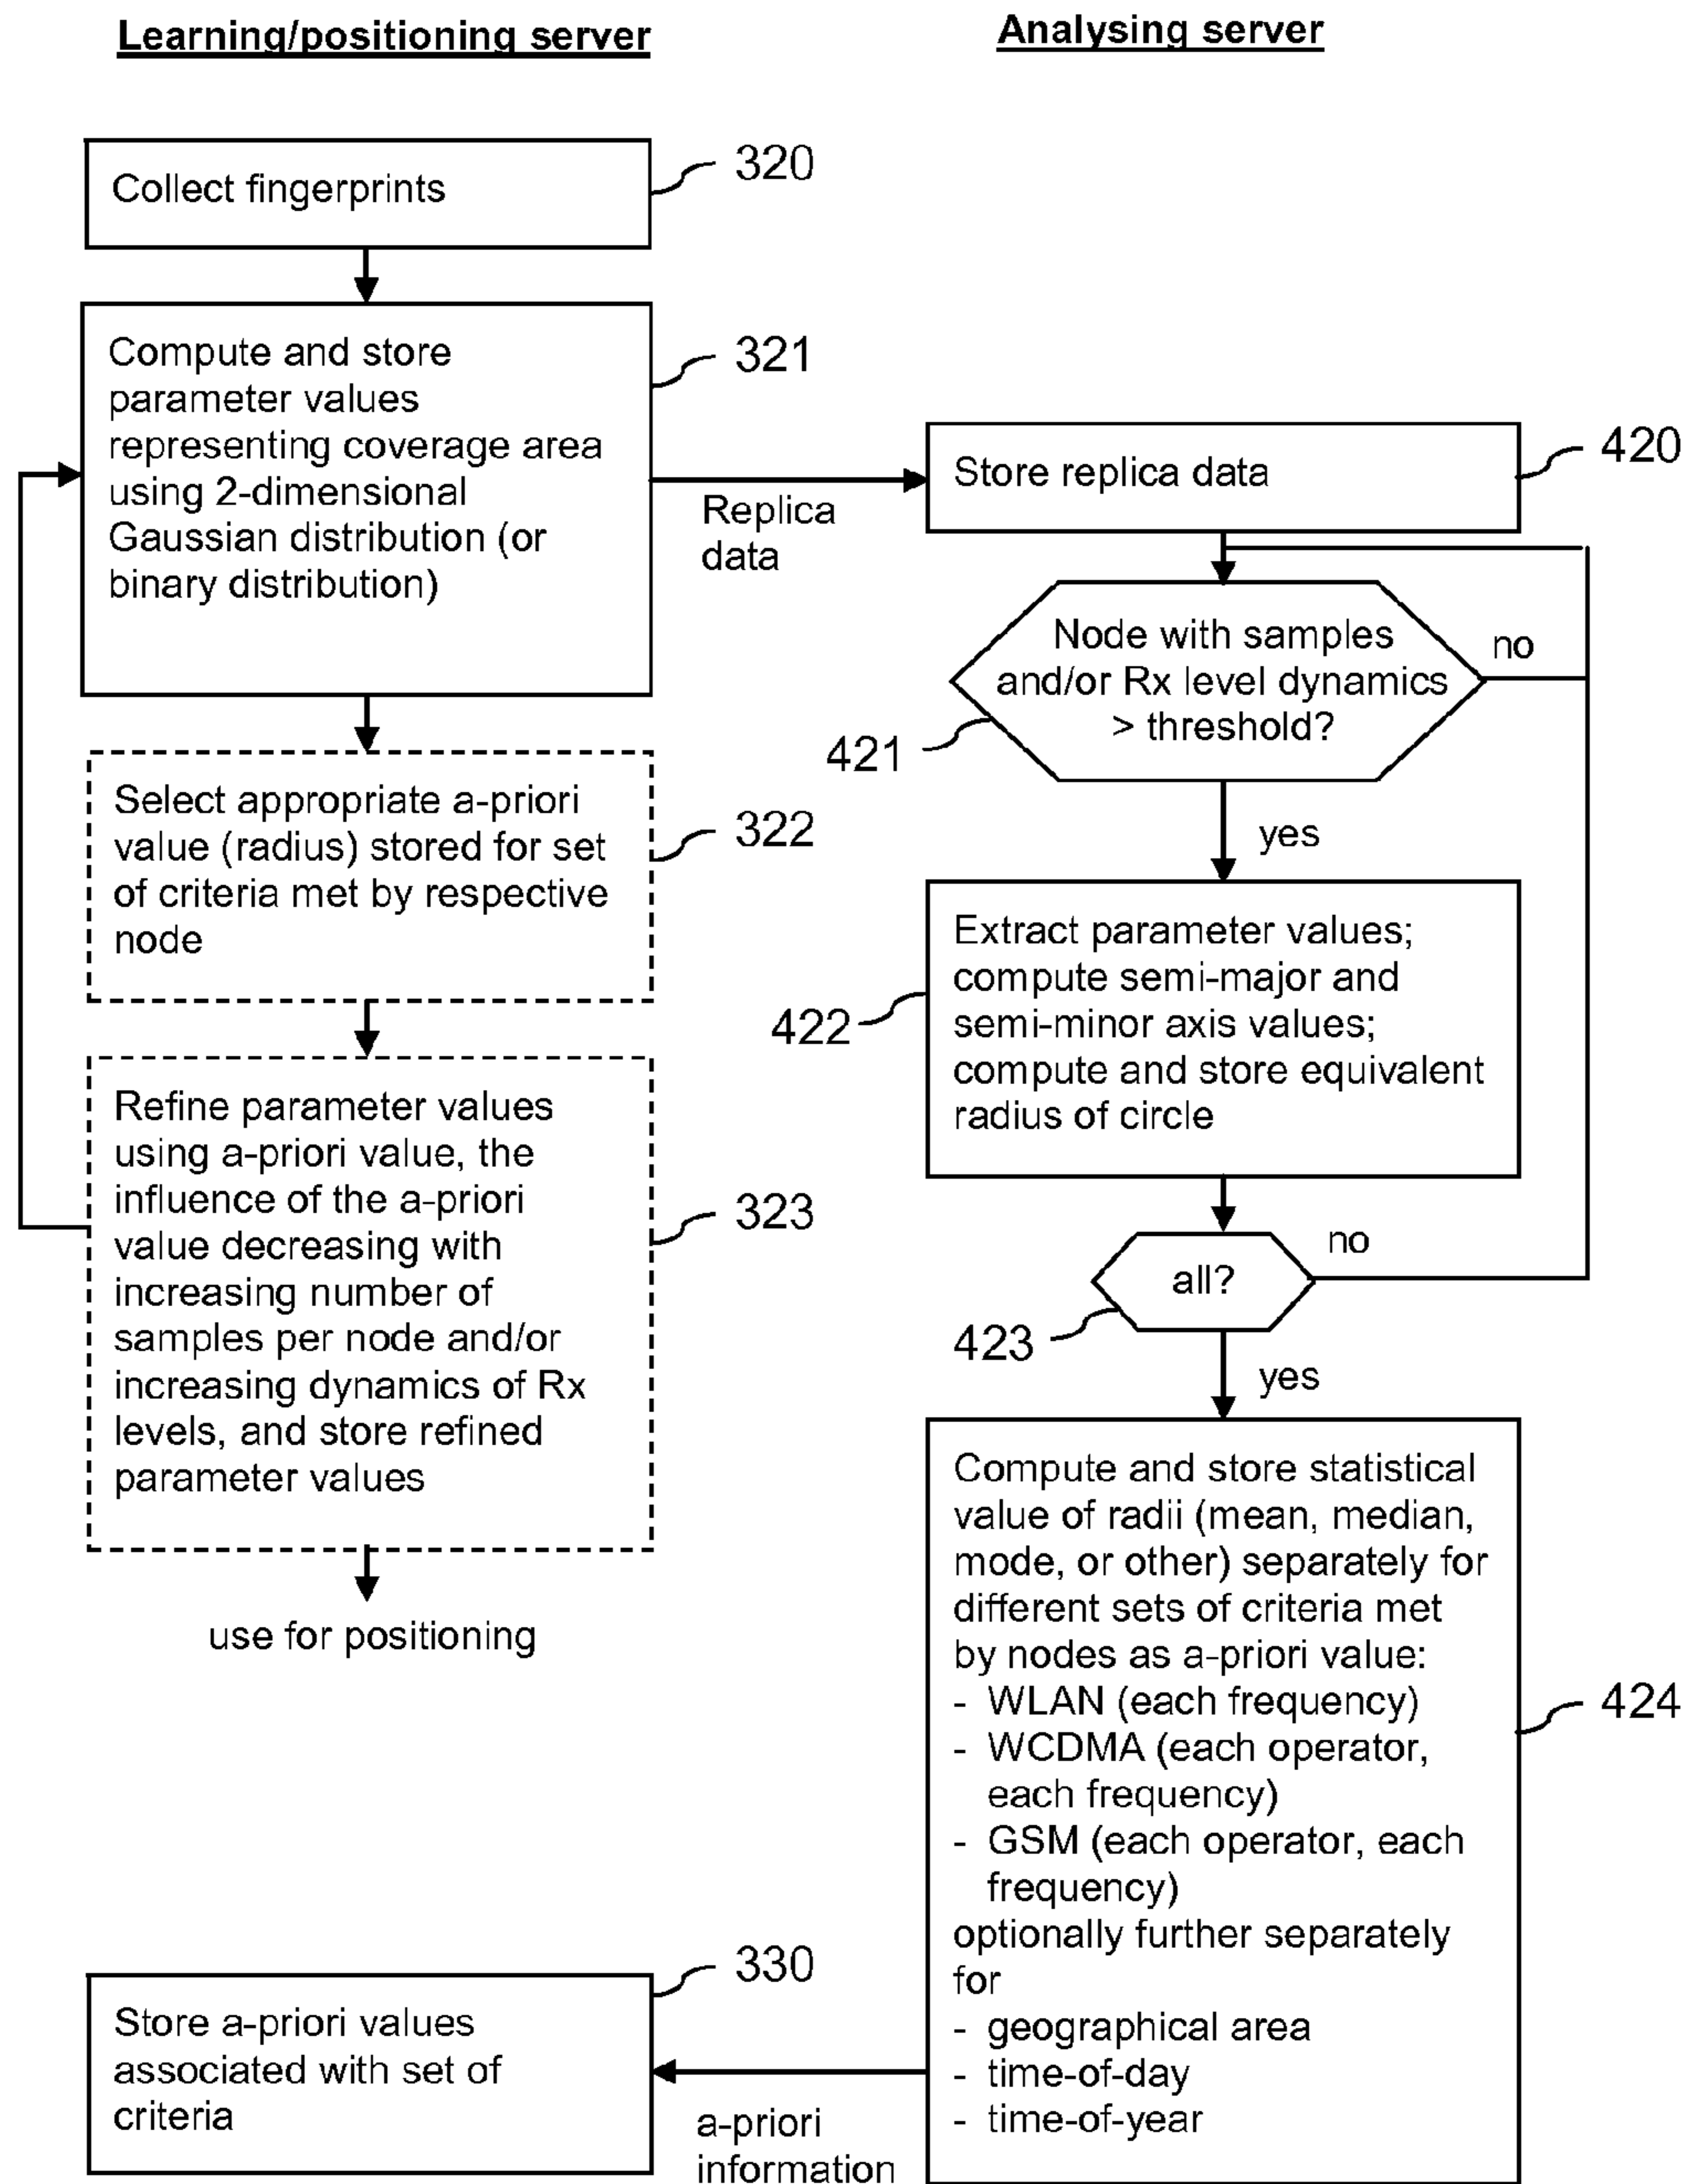 Learning/positioning server
Analysing server
Collect fingerprints
320
Compute and store
parameter values
representing coverage area
using 2-dimensional
Gaussian distribution (or
binary distribution)
321
Replica
data
Store replica data
420
Node with samples
and/or Rx level dynamics
> threshold?
no
421
yes
Select appropriate a-priori
value (radius) stored for set
of criteria met by respective
node
322
Extract parameter values;
compute semi-major and
semi-minor axis values;
compute and store equivalent
radius of circle
422
Refine parameter values
using a-priori value, the
influence of the a-priori
value decreasing with
increasing number of
samples per node and/or
increasing dynamics of Rx
levels, and store refined
parameter values
323
all?
no
423
yes
use for positioning
Compute and store statistical
value of radii (mean, median,
mode, or other) separately for
different sets of criteria met
by nodes as a-priori value:
- WLAN (each frequency)
- WCDMA (each operator,
each frequency)
- GSM (each operator, each
frequency)
optionally further separately
for
- geographical area
- time-of-day
- time-of-year
424
330
Store a-priori values
associated with set of
criteria
a-priori
information